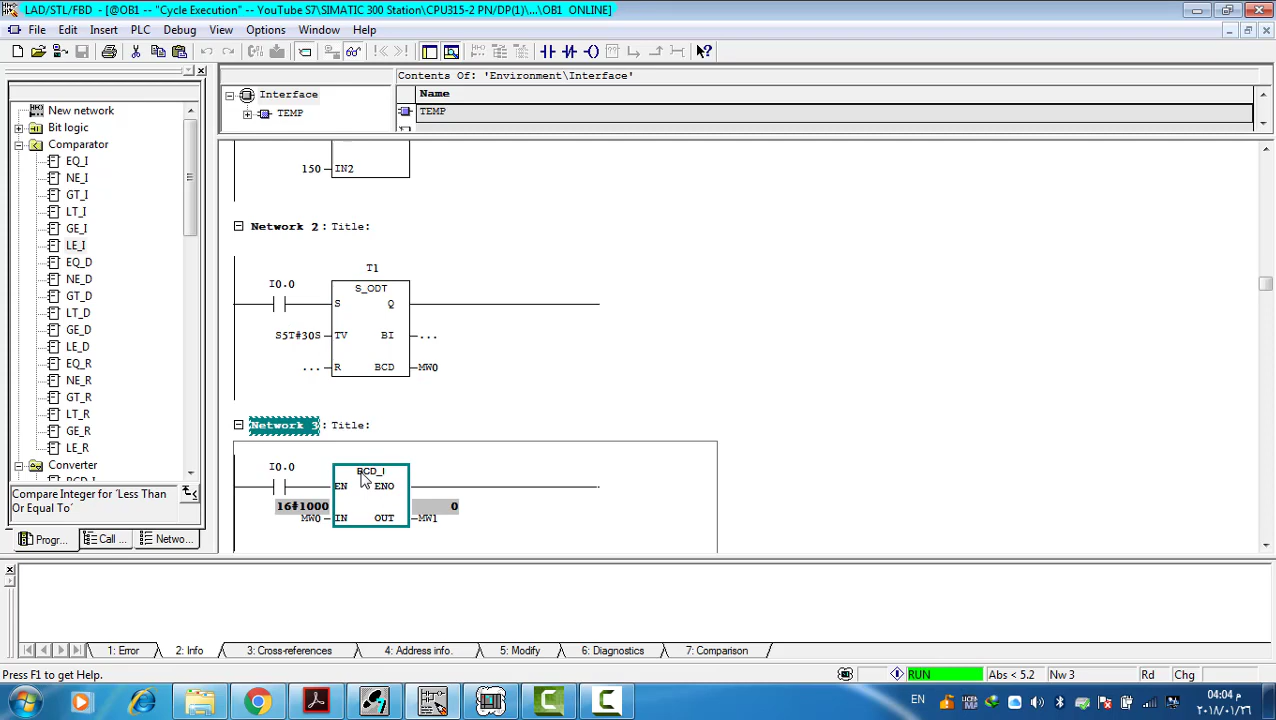 LAD/STL/FBD - [@OB1 -- "Cycle Execution" -- YouTube S7\SIMATIC 300 Station\CPU315-2 PN/DP(1)\...\OB1 ONLINE]
File Edit Insert PLC Debug View Options Window Help
Contents Of: 'Environment\Interface'
Interface
TEMP
Name
TEMP
New network
Bit logic
Comparator
EQ_I
NE_I
GT_I
LT_I
GE_I
LE_I
EQ_D
NE_D
GT_D
LT_D
GE_D
LE_D
EQ_R
NE_R
GT_R
LT_R
GE_R
LE_R
Converter
Compare Integer for 'Less Than Or Equal To'
Progr... Call ... Netwo...
150 IN2
Network 2 : Title:
T1
I0.0 S_ODT
S Q
S5T#30S TV BI ...
... R BCD MW0
Network 3 : Title:
I0.0 BCD_I
EN ENO
16#1000 0
MW0 IN OUT MW1
1: Error 2: Info 3: Cross-references 4: Address info. 5: Modify 6: Diagnostics 7: Comparison
Press F1 to get Help. RUN Abs < 5.2 Nw 3 Rd Chg
EN
04:04 م
٢٠١٨/٠١/٢٦